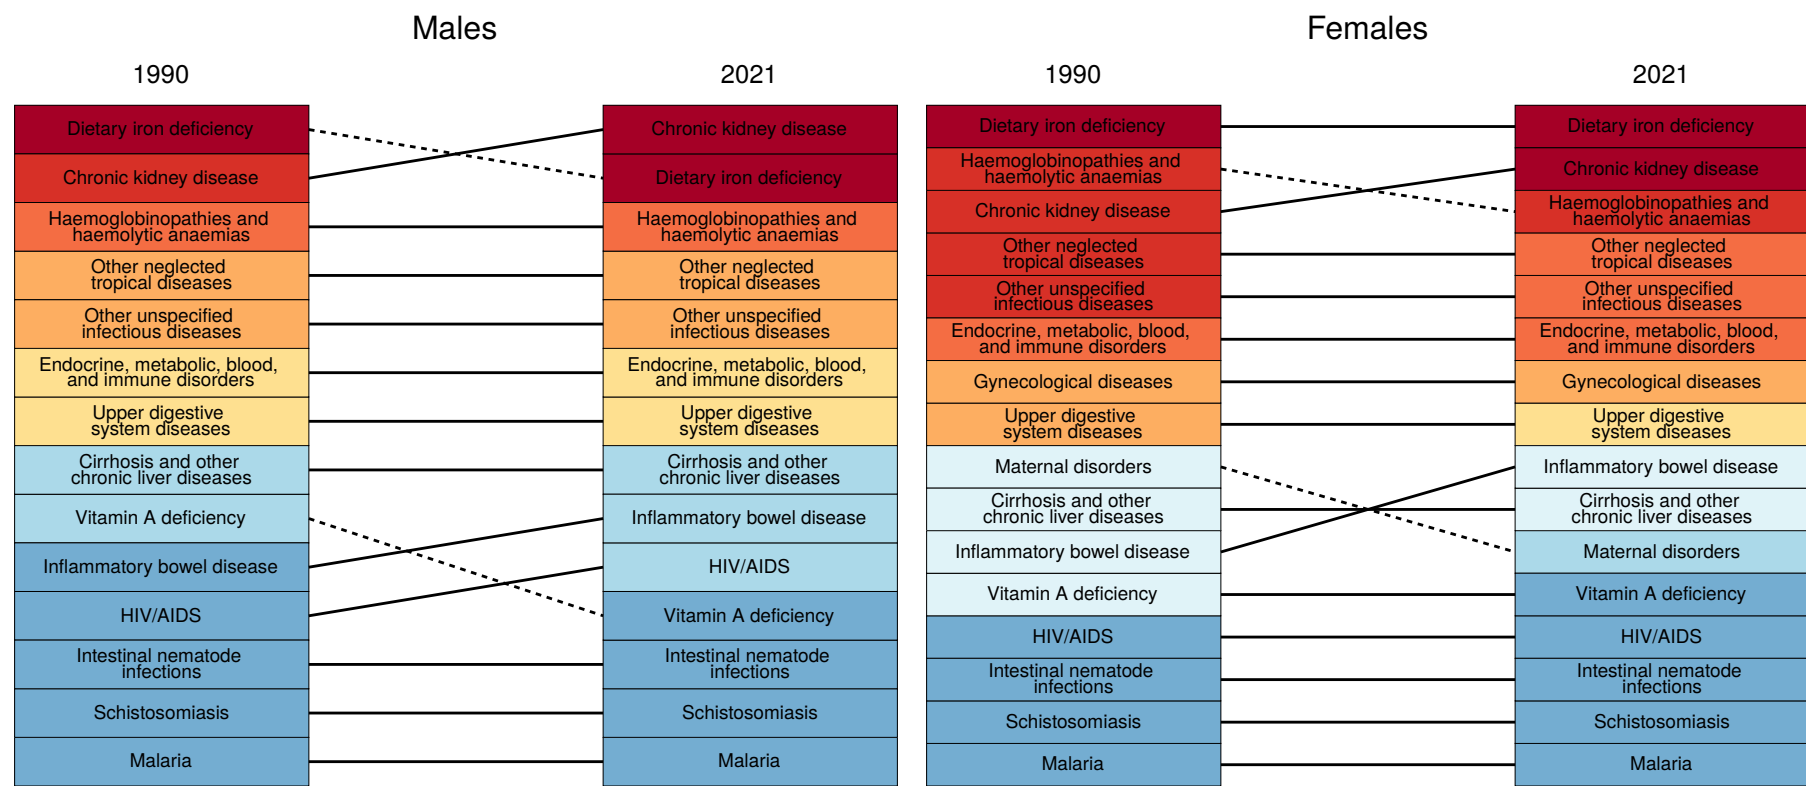 Males
1990
2021
Dietary iron deficiency
Chronic kidney disease
Haemoglobinopathies and
haemolytic anaemias
Other neglected
tropical diseases
Other unspecified
infectious diseases
Endocrine, metabolic, blood,
and immune disorders
Upper digestive
system diseases
Cirrhosis and other
chronic liver diseases
Vitamin A deficiency
Inflammatory bowel disease
HIV/AIDS
Intestinal nematode
infections
Schistosomiasis
Malaria
Chronic kidney disease
Dietary iron deficiency
Haemoglobinopathies and
haemolytic anaemias
Other neglected
tropical diseases
Other unspecified
infectious diseases
Endocrine, metabolic, blood,
and immune disorders
Upper digestive
system diseases
Cirrhosis and other
chronic liver diseases
Inflammatory bowel disease
HIV/AIDS
Vitamin A deficiency
Intestinal nematode
infections
Schistosomiasis
Malaria
Females
1990
2021
Dietary iron deficiency
Haemoglobinopathies and
haemolytic anaemias
Chronic kidney disease
Other neglected
tropical diseases
Other unspecified
infectious diseases
Endocrine, metabolic, blood,
and immune disorders
Gynecological diseases
Upper digestive
system diseases
Maternal disorders
Cirrhosis and other
chronic liver diseases
Inflammatory bowel disease
Vitamin A deficiency
HIV/AIDS
Intestinal nematode
infections
Schistosomiasis
Malaria
Dietary iron deficiency
Chronic kidney disease
Haemoglobinopathies and
haemolytic anaemias
Other neglected
tropical diseases
Other unspecified
infectious diseases
Endocrine, metabolic, blood,
and immune disorders
Gynecological diseases
Upper digestive
system diseases
Inflammatory bowel disease
Cirrhosis and other
chronic liver diseases
Maternal disorders
Vitamin A deficiency
HIV/AIDS
Intestinal nematode
infections
Schistosomiasis
Malaria